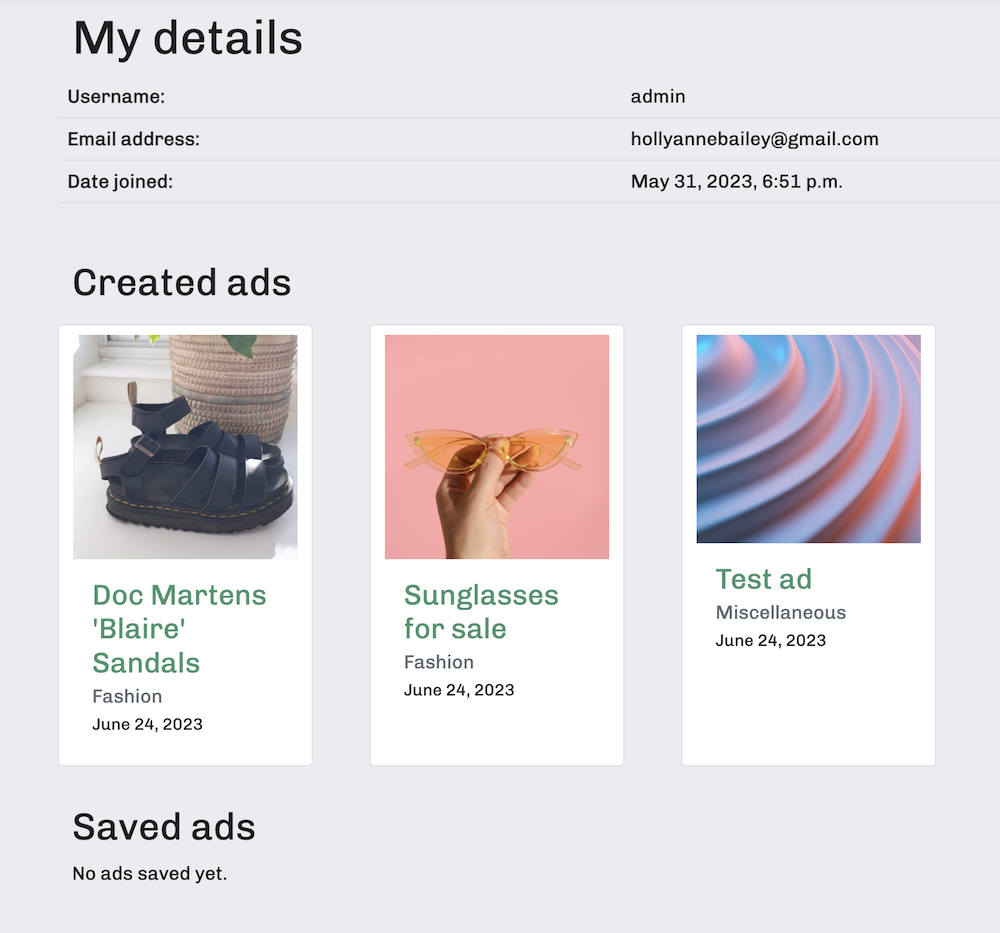 My details
Username: admin
Email address: hollyannebailey@gmail.com
Date joined: May 31, 2023, 6:51 p.m.
Created ads
Doc Martens
'Blaire'
Sandals
Fashion
June 24, 2023
Sunglasses
for sale
Fashion
June 24, 2023
Test ad
Miscellaneous
June 24, 2023
Saved ads
No ads saved yet.